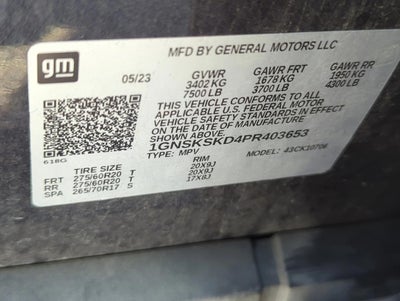 gm
MFD BY GENERAL MOTORS LLC
05/23 GVWR GAWR FRT GAWR RR
3402 KG 1678 KG 1950 KG
7500 LB 3700 LB 4300 LB
THIS VEHICLE CONFORMS TO ALL
APPLICABLE U.S. FEDERAL MOTOR
VEHICLE SAFETY STANDARDS IN EFFECT
ON THE DATE OF MANUFACTURE
1GNSKSKD4PR403653
618G TYPE: MPV MODEL: 4SCK10706
TIRE SIZE RIM
FRT 275/60R20 T 20X9J
RR 275/60R20 T 20X9J
SPA 265/70R17 S 17X8J